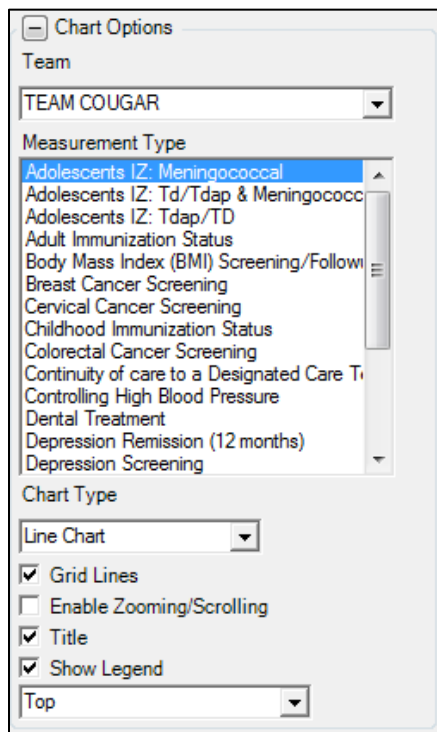 Chart Options
Team
TEAM COUGAR
Measurement Type
Adolescents IZ: Meningococcal
Adolescents IZ: Td/Tdap & Meningococc
Adolescents IZ: Tdap/TD
Adult Immunization Status
Body Mass Index (BMI) Screening/Follow
Breast Cancer Screening
Cervical Cancer Screening
Childhood Immunization Status
Colorectal Cancer Screening
Continuity of care to a Designated Care T
Controlling High Blood Pressure
Dental Treatment
Depression Remission (12 months)
Depression Screening
Chart Type
Line Chart
Grid Lines
Enable Zooming/Scrolling
Title
Show Legend
Top